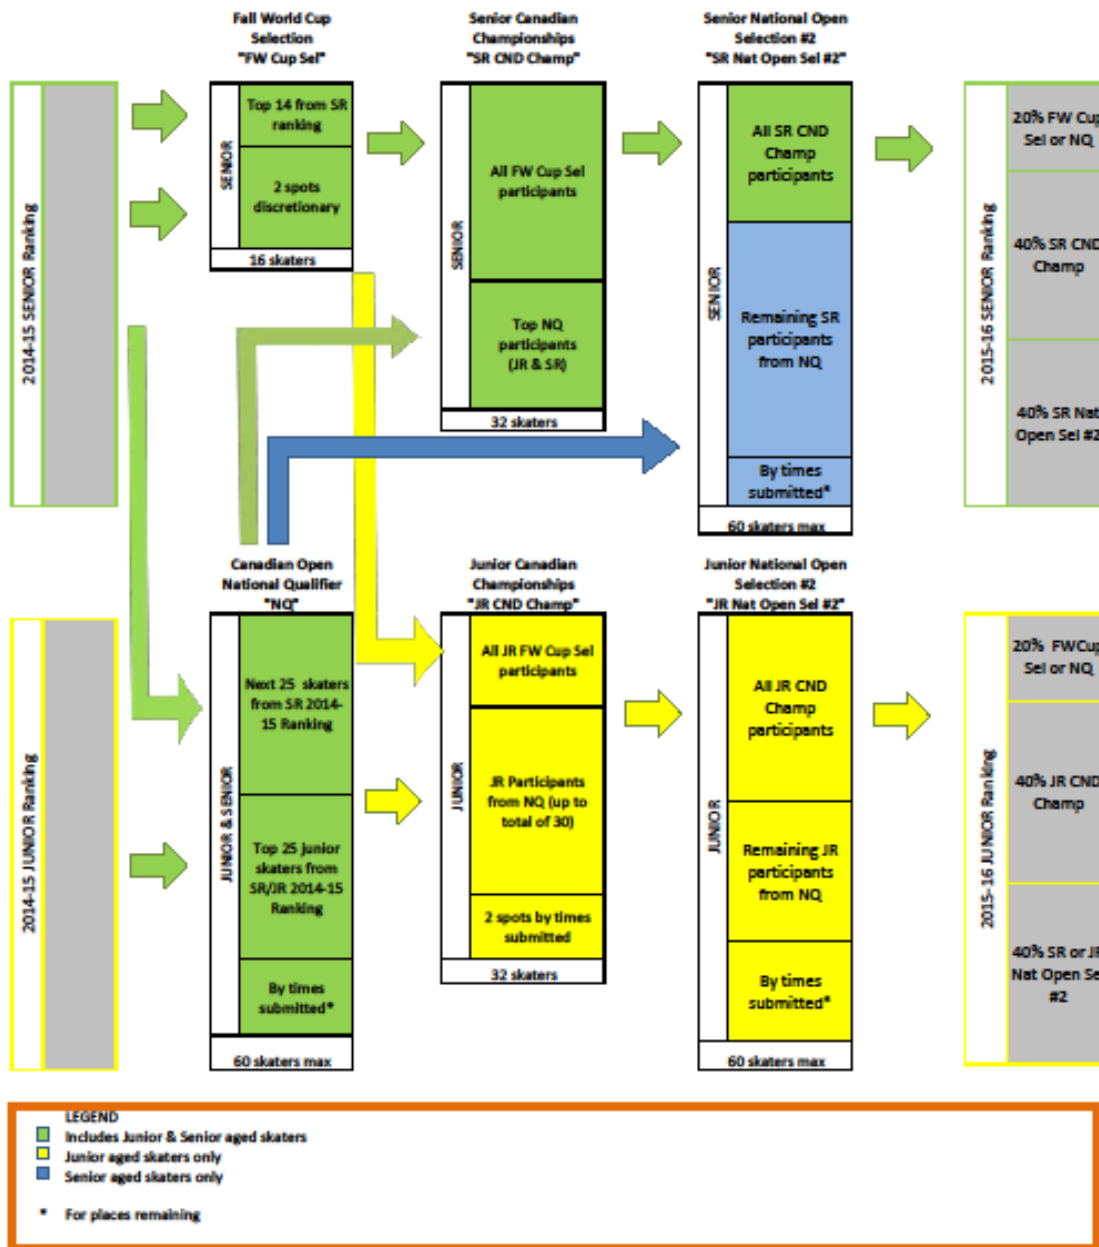 Fall World Cup
Selection
"FW Cup Sel"
Senior Canadian
Championships
"SR CND Champ"
Senior National Open
Selection #2
"SR Nat Open Sel #2"
2014-15 SENIOR Ranking
SENIOR
Top 14 from SR
ranking
2 spots
discretionary
16 skaters
SENIOR
All FW Cup Sel
participants
Top NQ
participants
(JR & SR)
32 skaters
SENIOR
All SR CND
Champ
participants
Remaining SR
participants
from NQ
By times
submitted*
60 skaters max
2015-16 SENIOR Ranking
20% FW Cup
Sel or NQ
40% SR CND
Champ
40% SR Nat
Open Sel #2
Canadian Open
National Qualifier
"NQ"
Junior Canadian
Championships
"JR CND Champ"
Junior National Open
Selection #2
"JR Nat Open Sel #2"
2014-15 JUNIOR Ranking
JUNIOR & SENIOR
Next 25 skaters
from SR 2014-
15 Ranking
Top 25 junior
skaters from
SR/JR 2014-15
Ranking
By times
submitted*
60 skaters max
JUNIOR
All JR FW Cup Sel
participants
JR Participants
from NQ (up to
total of 30)
2 spots by times
submitted
32 skaters
JUNIOR
All JR CND
Champ
participants
Remaining JR
participants
from NQ
By times
submitted*
60 skaters max
2015-16 JUNIOR Ranking
20% FWCup
Sel or NQ
40% JR CND
Champ
40% SR or JR
Nat Open Sel
#2
LEGEND
Includes Junior & Senior aged skaters
Junior aged skaters only
Senior aged skaters only
* For places remaining